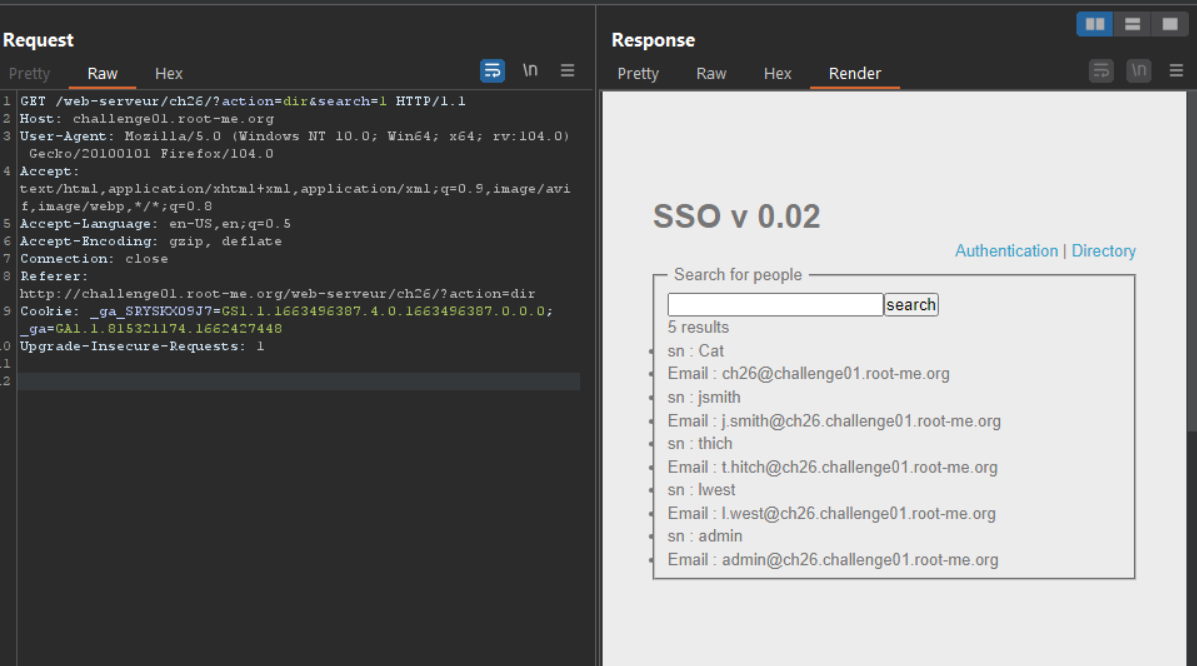 Request
Pretty Raw Hex \n
1 GET /web-serveur/ch26/?action=dir&search=1 HTTP/1.1
2 Host: challenge01.root-me.org
3 User-Agent: Mozilla/5.0 (Windows NT 10.0; Win64; x64; rv:104.0)
Gecko/20100101 Firefox/104.0
4 Accept:
text/html,application/xhtml+xml,application/xml;q=0.9,image/avi
f,image/webp,*/*;q=0.8
5 Accept-Language: en-US,en;q=0.5
6 Accept-Encoding: gzip, deflate
7 Connection: close
8 Referer:
http://challenge01.root-me.org/web-serveur/ch26/?action=dir
9 Cookie: _ga_SRYSKX09J7=GS1.1.1663496387.4.0.1663496387.0.0.0;
_ga=GA1.1.815321174.1662427448
10 Upgrade-Insecure-Requests: 1
11
12
Response
Pretty Raw Hex Render \n
SSO v 0.02
Authentication | Directory
Search for people
search
5 results
sn : Cat
Email : ch26@challenge01.root-me.org
sn : jsmith
Email : j.smith@ch26.challenge01.root-me.org
sn : thich
Email : t.hitch@ch26.challenge01.root-me.org
sn : lwest
Email : l.west@ch26.challenge01.root-me.org
sn : admin
Email : admin@ch26.challenge01.root-me.org